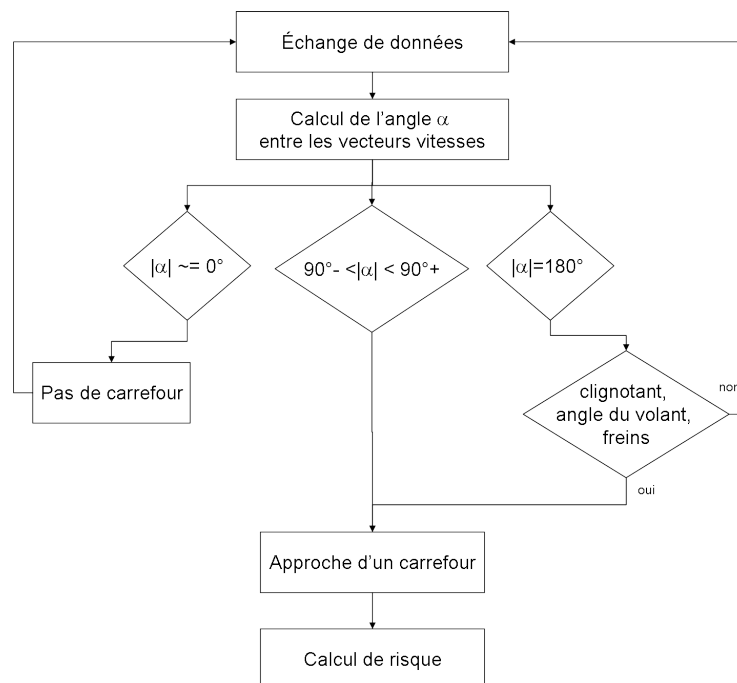 Échange de données
Calcul de l'angle α
entre les vecteurs vitesses
|α| ~= 0°
90°- <|α| < 90°+
|α|=180°
Pas de carrefour
clignotant,
angle du volant,
freins
non
oui
Approche d'un carrefour
Calcul de risque